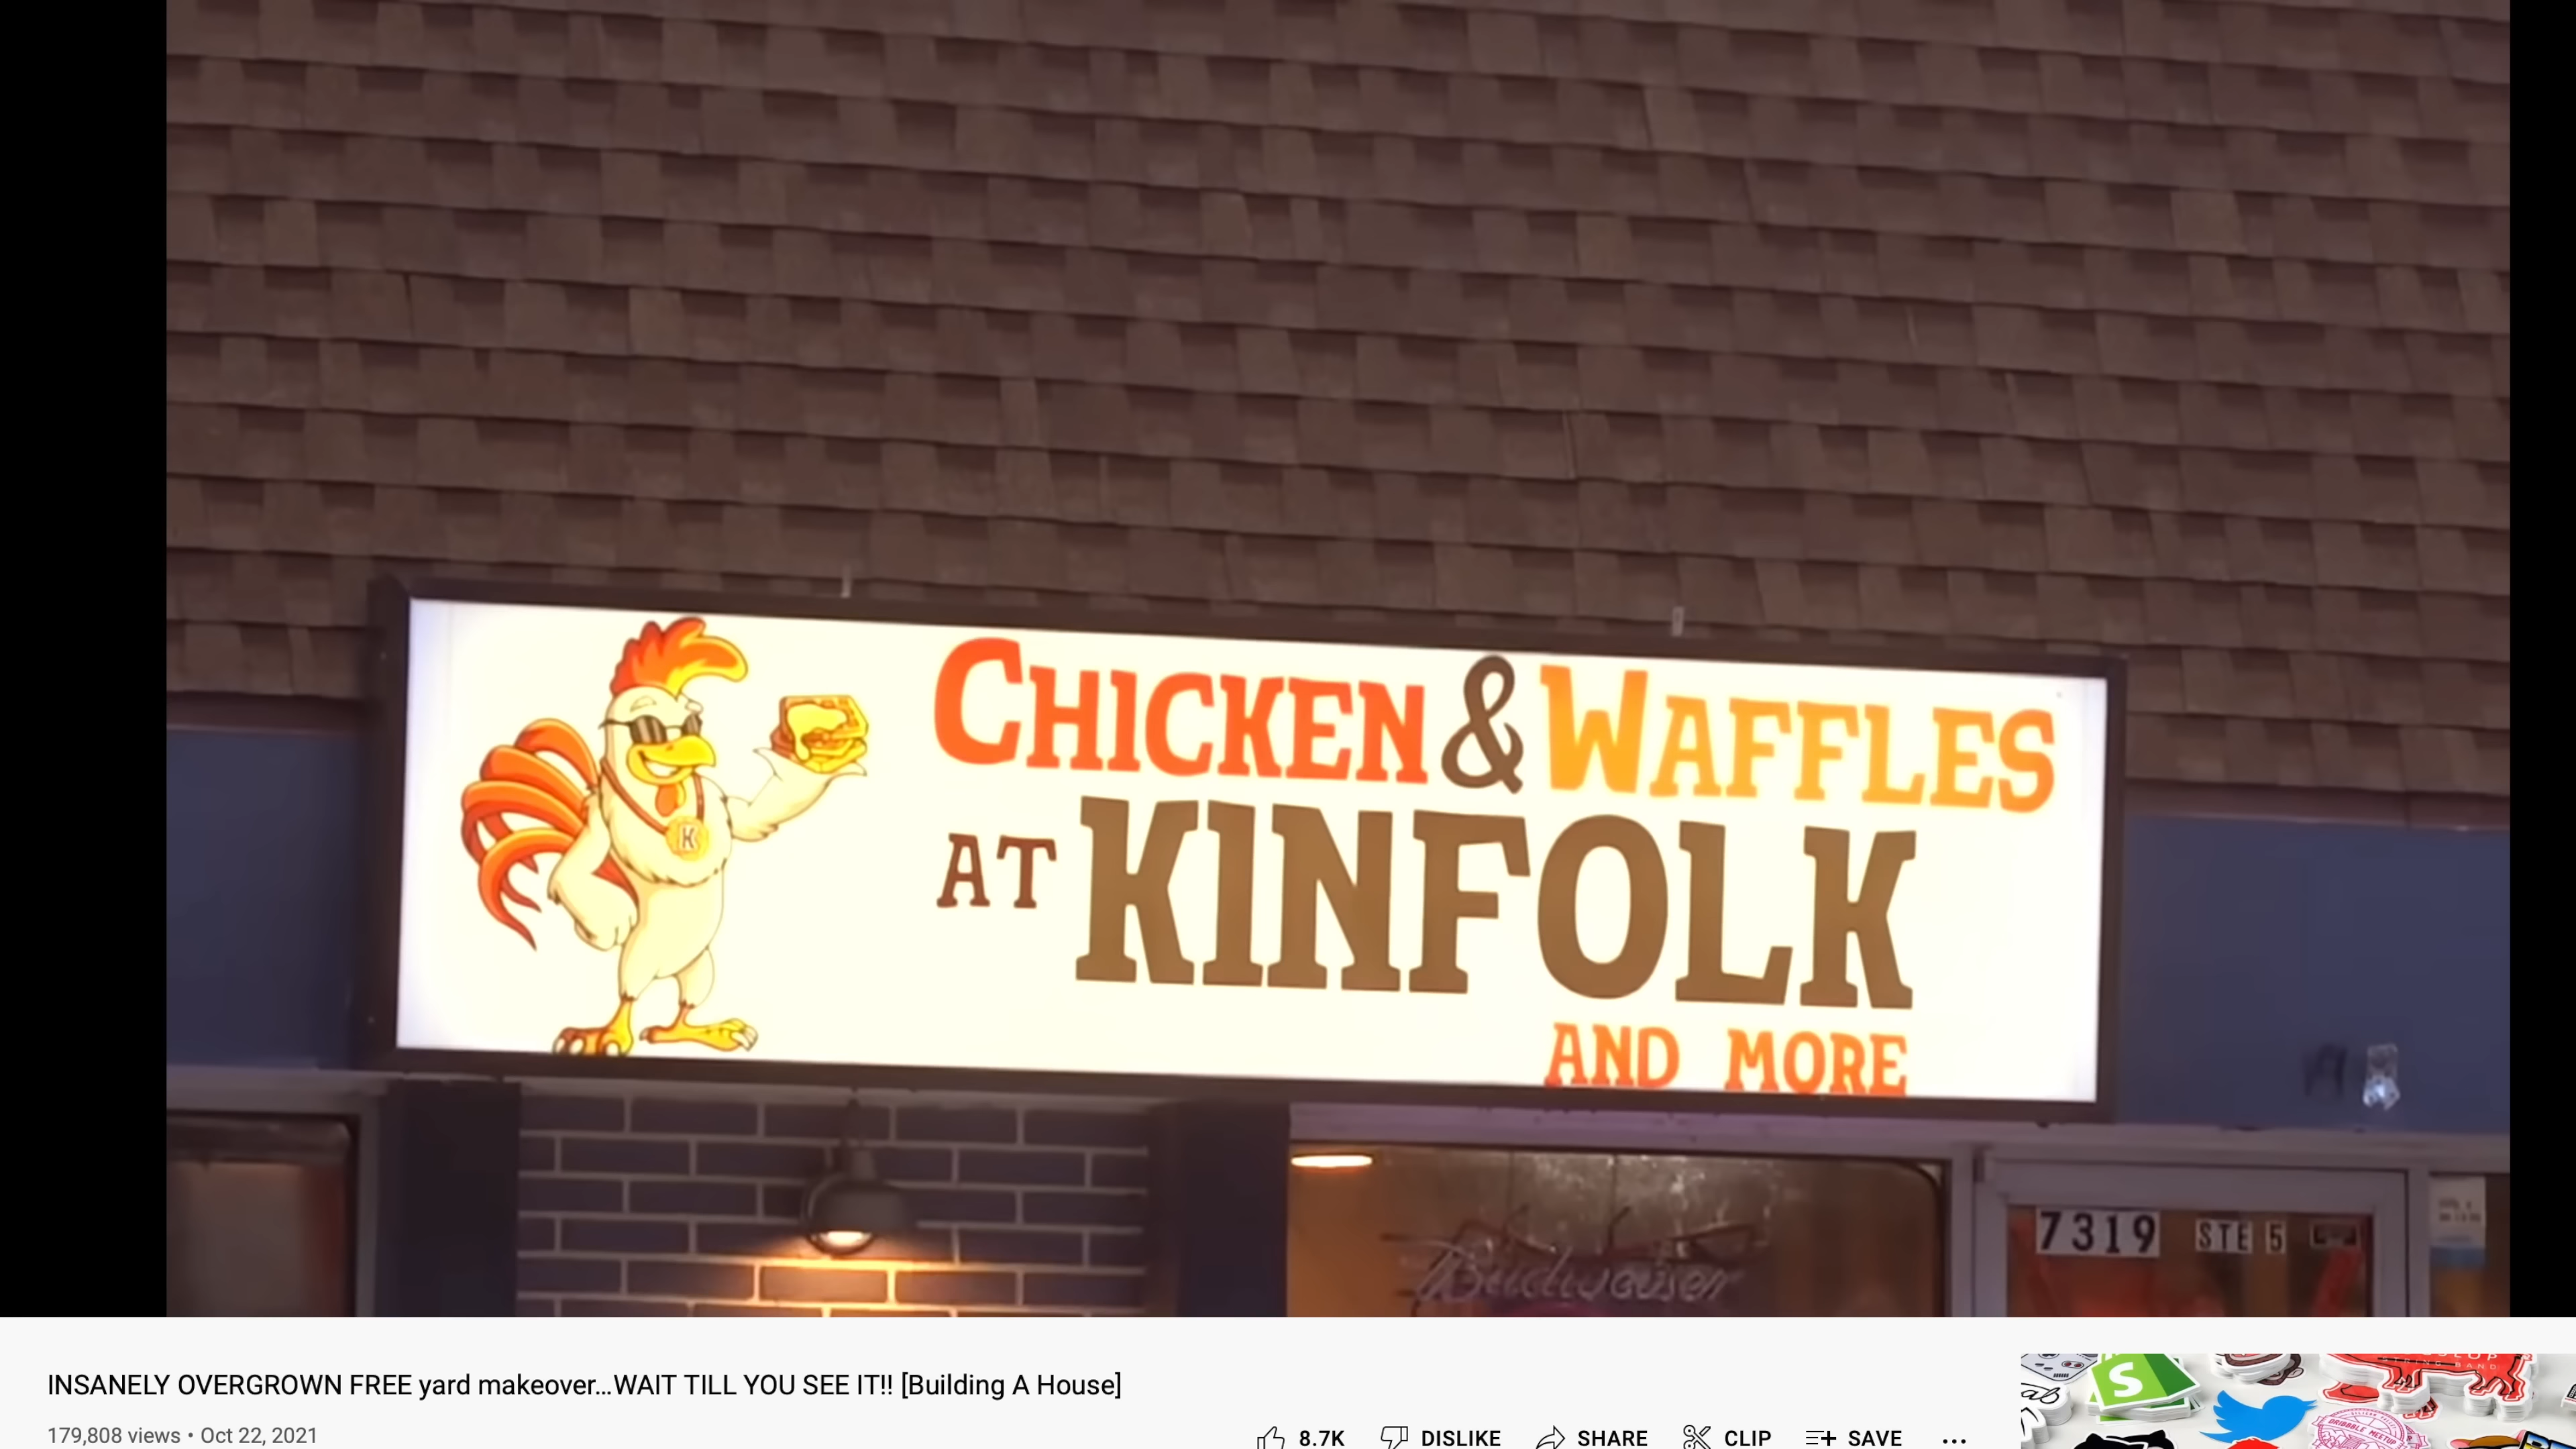 CHICKEN & WAFFLES
AT KINFOLK
K
AND MORE
Budweiser
7319 STE 5
INSANELY OVERGROWN FREE yard makeover...WAIT TILL YOU SEE IT!! [Building A House]
179,808 views • Oct 22, 2021
8.7K DISLIKE SHARE CLIP SAVE ...
S